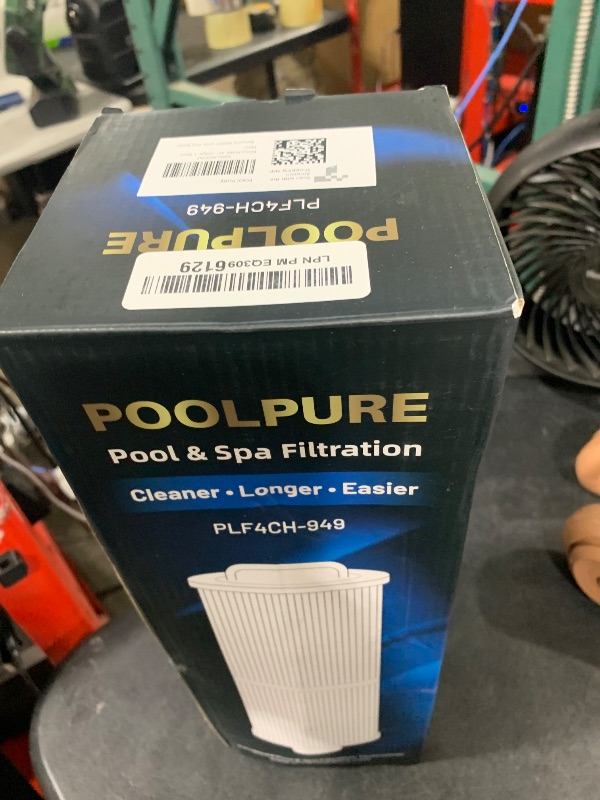 PLF4CH-949
POOLPURE
LPN PM EQ3096129
POOLPURE
Pool & Spa Filtration
Cleaner • Longer • Easier
PLF4CH-949